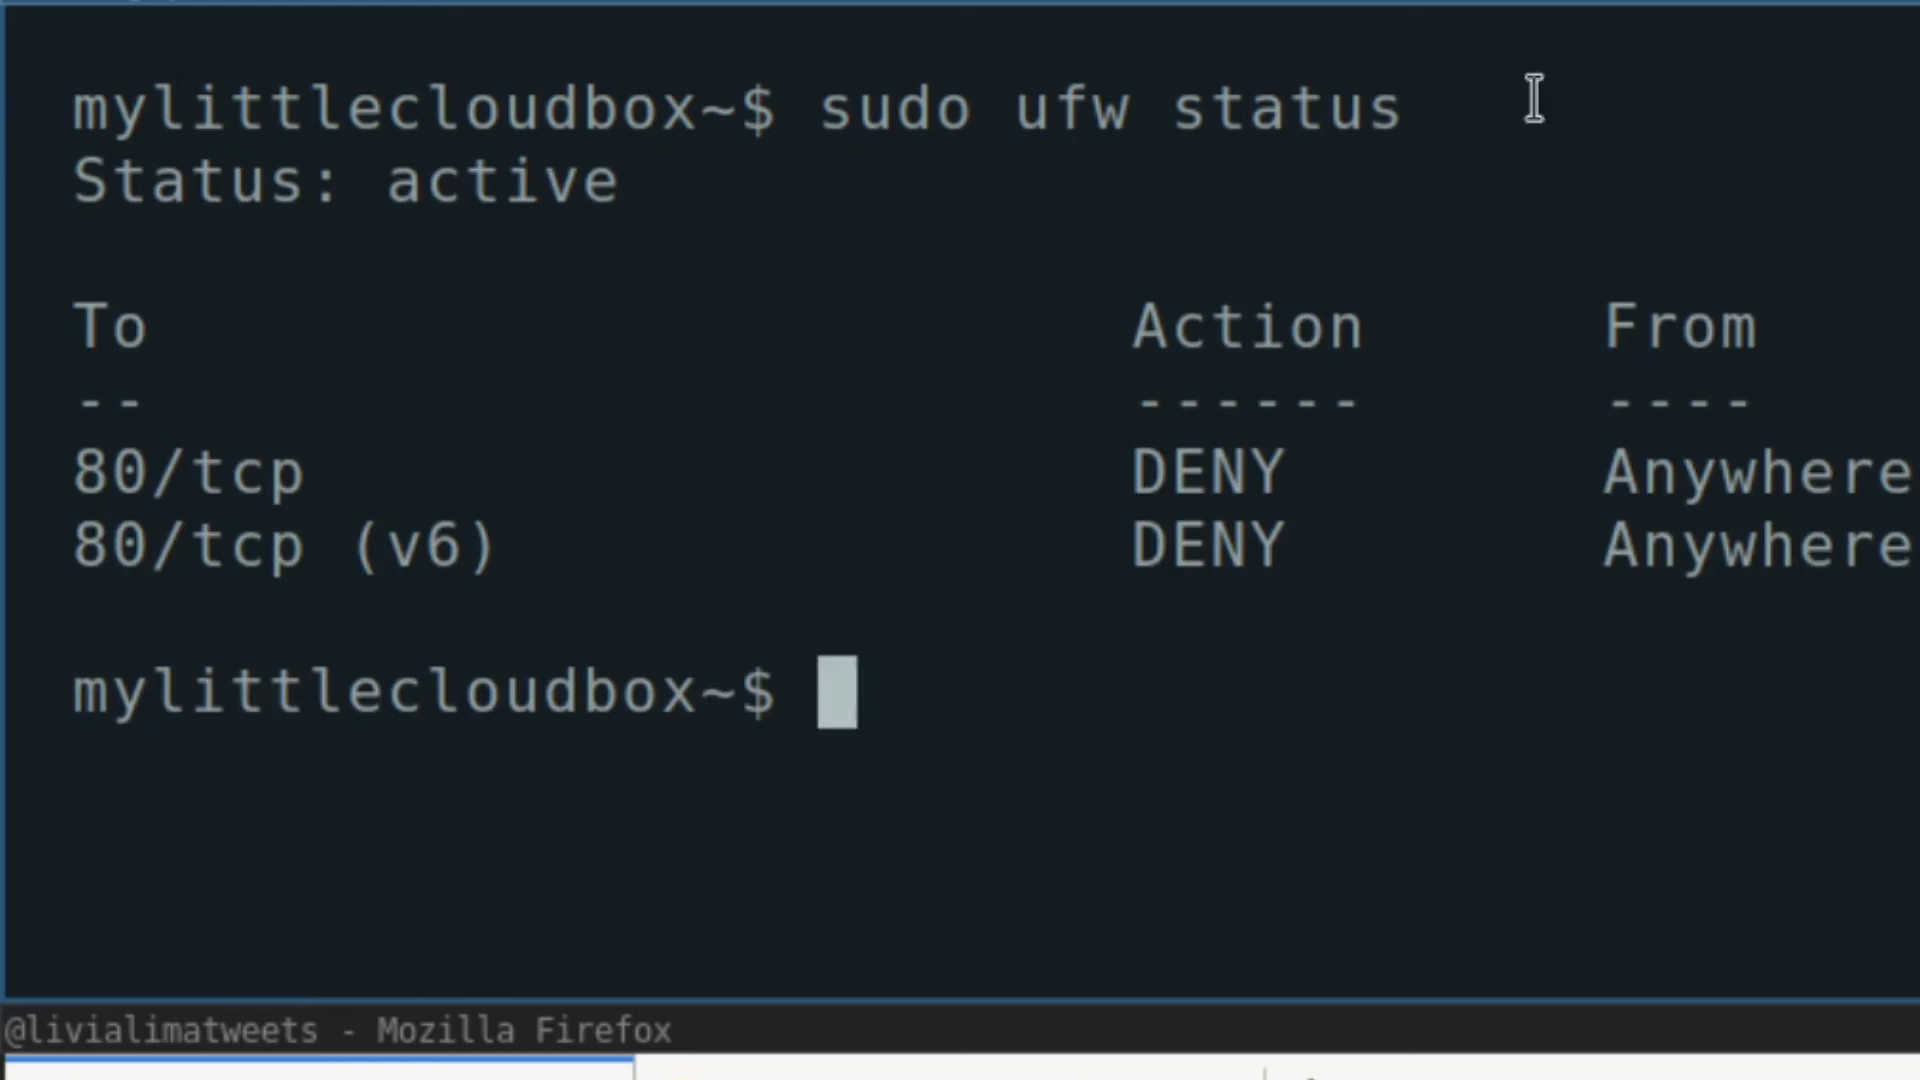 mylittlecloudbox~$ sudo ufw status
Status: active
To Action From
-- ------ ----
80/tcp DENY Anywhere
80/tcp (v6) DENY Anywhere
mylittlecloudbox~$
@livialimatweets - Mozilla Firefox